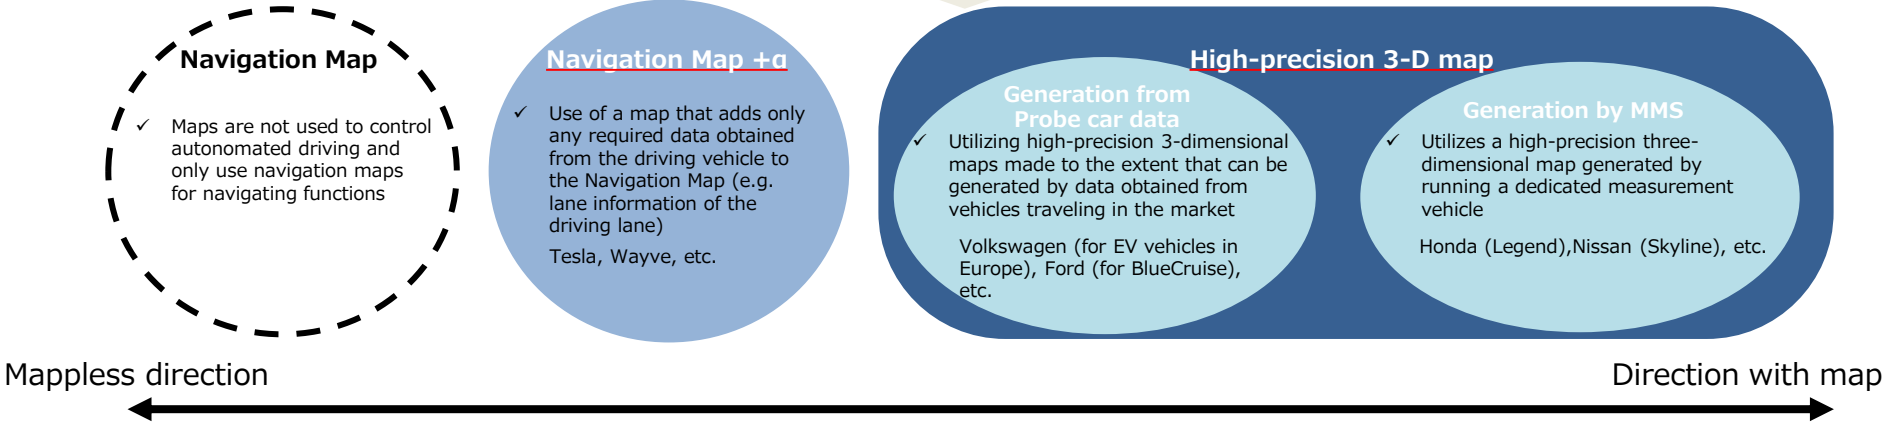 Navigation Map
✓ Maps are not used to control
autonomated driving and
only use navigation maps
for navigating functions
Navigation Map +α
✓ Use of a map that adds only
any required data obtained
from the driving vehicle to
the Navigation Map (e.g.
lane information of the
driving lane)
Tesla, Wayve, etc.
High-precision 3-D map
Generation from
Probe car data
✓ Utilizing high-precision 3-dimensional
maps made to the extent that can be
generated by data obtained from
vehicles traveling in the market
Volkswagen (for EV vehicles in
Europe), Ford (for BlueCruise),
etc.
Generation by MMS
✓ Utilizes a high-precision three-
dimensional map generated by
running a dedicated measurement
vehicle
Honda (Legend),Nissan (Skyline), etc.
Mappless direction
Direction with map